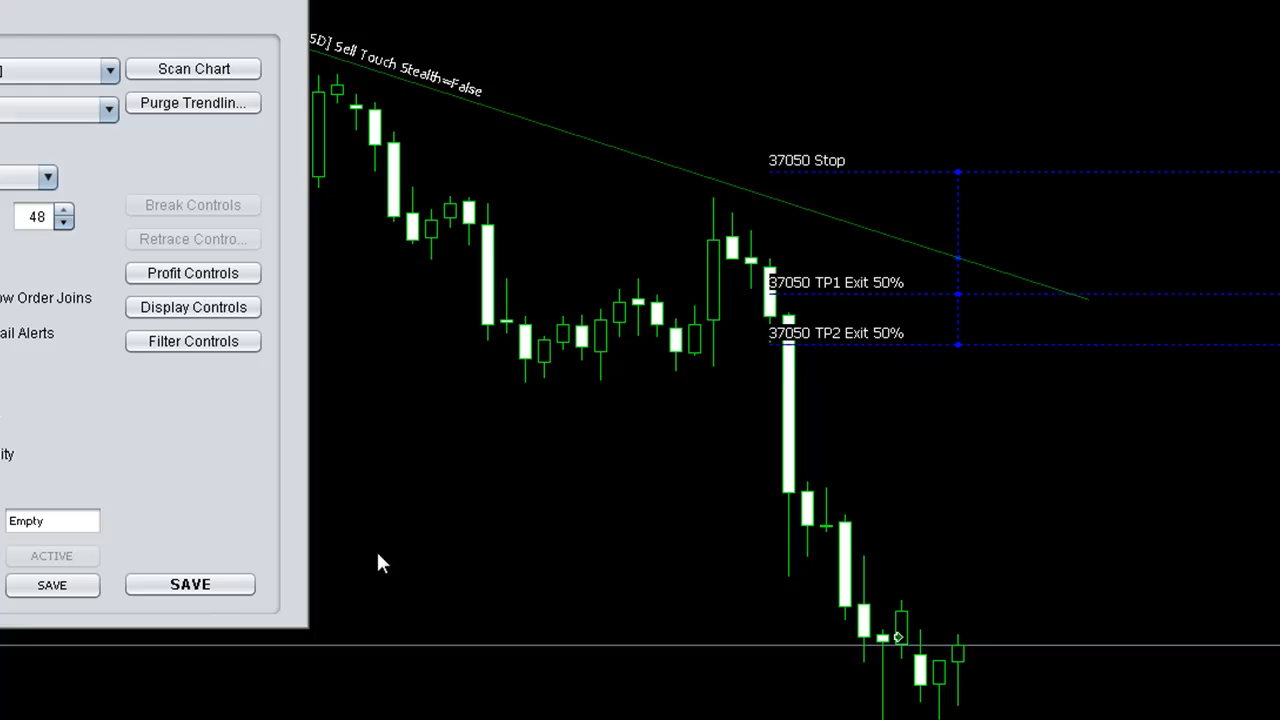 5D] Sell Touch Stealth=False
]
Scan Chart
Purge Trendlin...
48
Break Controls
Retrace Contro...
Profit Controls
ow Order Joins
Display Controls
ail Alerts
Filter Controls
ity
Empty
ACTIVE
SAVE
SAVE
37050 Stop
37050 TP1 Exit 50%
37050 TP2 Exit 50%